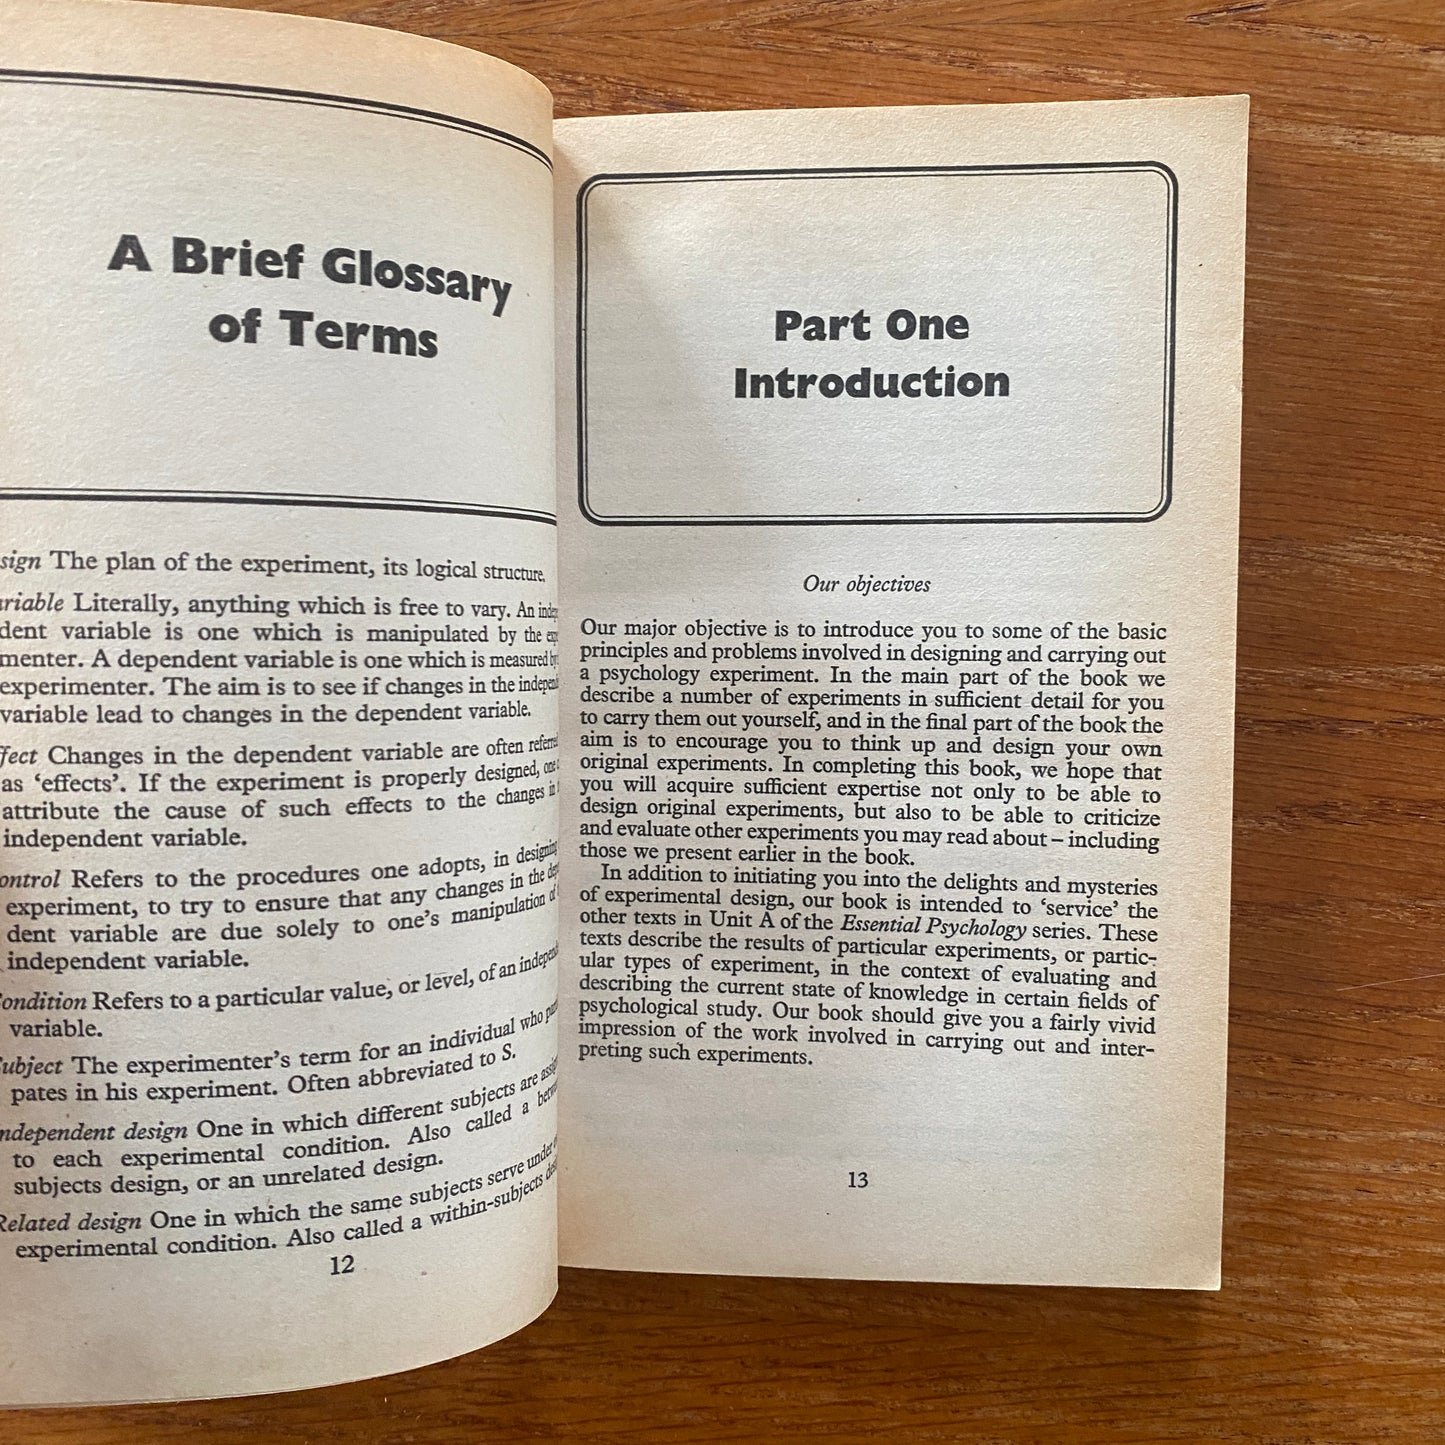 A Brief Glossary
of Terms
sign The plan of the experiment, its logical structure.
riable Literally, anything which is free to vary. An
dent variable is one which is manipulated by the
menter. A dependent variable is one which is measured by
experimenter. The aim is to see if changes in the
variable lead to changes in the dependent variable.
fect Changes in the dependent variable are often
as ‘effects’. If the experiment is properly designed, one
attribute the cause of such effects to the changes in
independent variable.
ontrol Refers to the procedures one adopts, in designing
experiment, to try to ensure that any changes in the
dent variable are due solely to one’s manipulation of
independent variable.
Condition Refers to a particular value, or level, of an
variable.
Subject The experimenter’s term for an individual who
pates in his experiment. Often abbreviated to S.
Independent design One in which different subjects are
to each experimental condition. Also called a
subjects design, or an unrelated design.
Related design One in which the same subjects serve under
experimental condition. Also called a within-subjects
12
Part One
Introduction
Our objectives
Our major objective is to introduce you to some of the basic
principles and problems involved in designing and carrying out
a psychology experiment. In the main part of the book we
describe a number of experiments in sufficient detail for you
to carry them out yourself, and in the final part of the book the
aim is to encourage you to think up and design your own
original experiments. In completing this book, we hope that
you will acquire sufficient expertise not only to be able to
design original experiments, but also to be able to criticize
and evaluate other experiments you may read about – including
those we present earlier in the book.
In addition to initiating you into the delights and mysteries
of experimental design, our book is intended to ‘service’ the
other texts in Unit A of the Essential Psychology series. These
texts describe the results of particular experiments, or partic-
ular types of experiment, in the context of evaluating and
describing the current state of knowledge in certain fields of
psychological study. Our book should give you a fairly vivid
impression of the work involved in carrying out and inter-
preting such experiments.
13